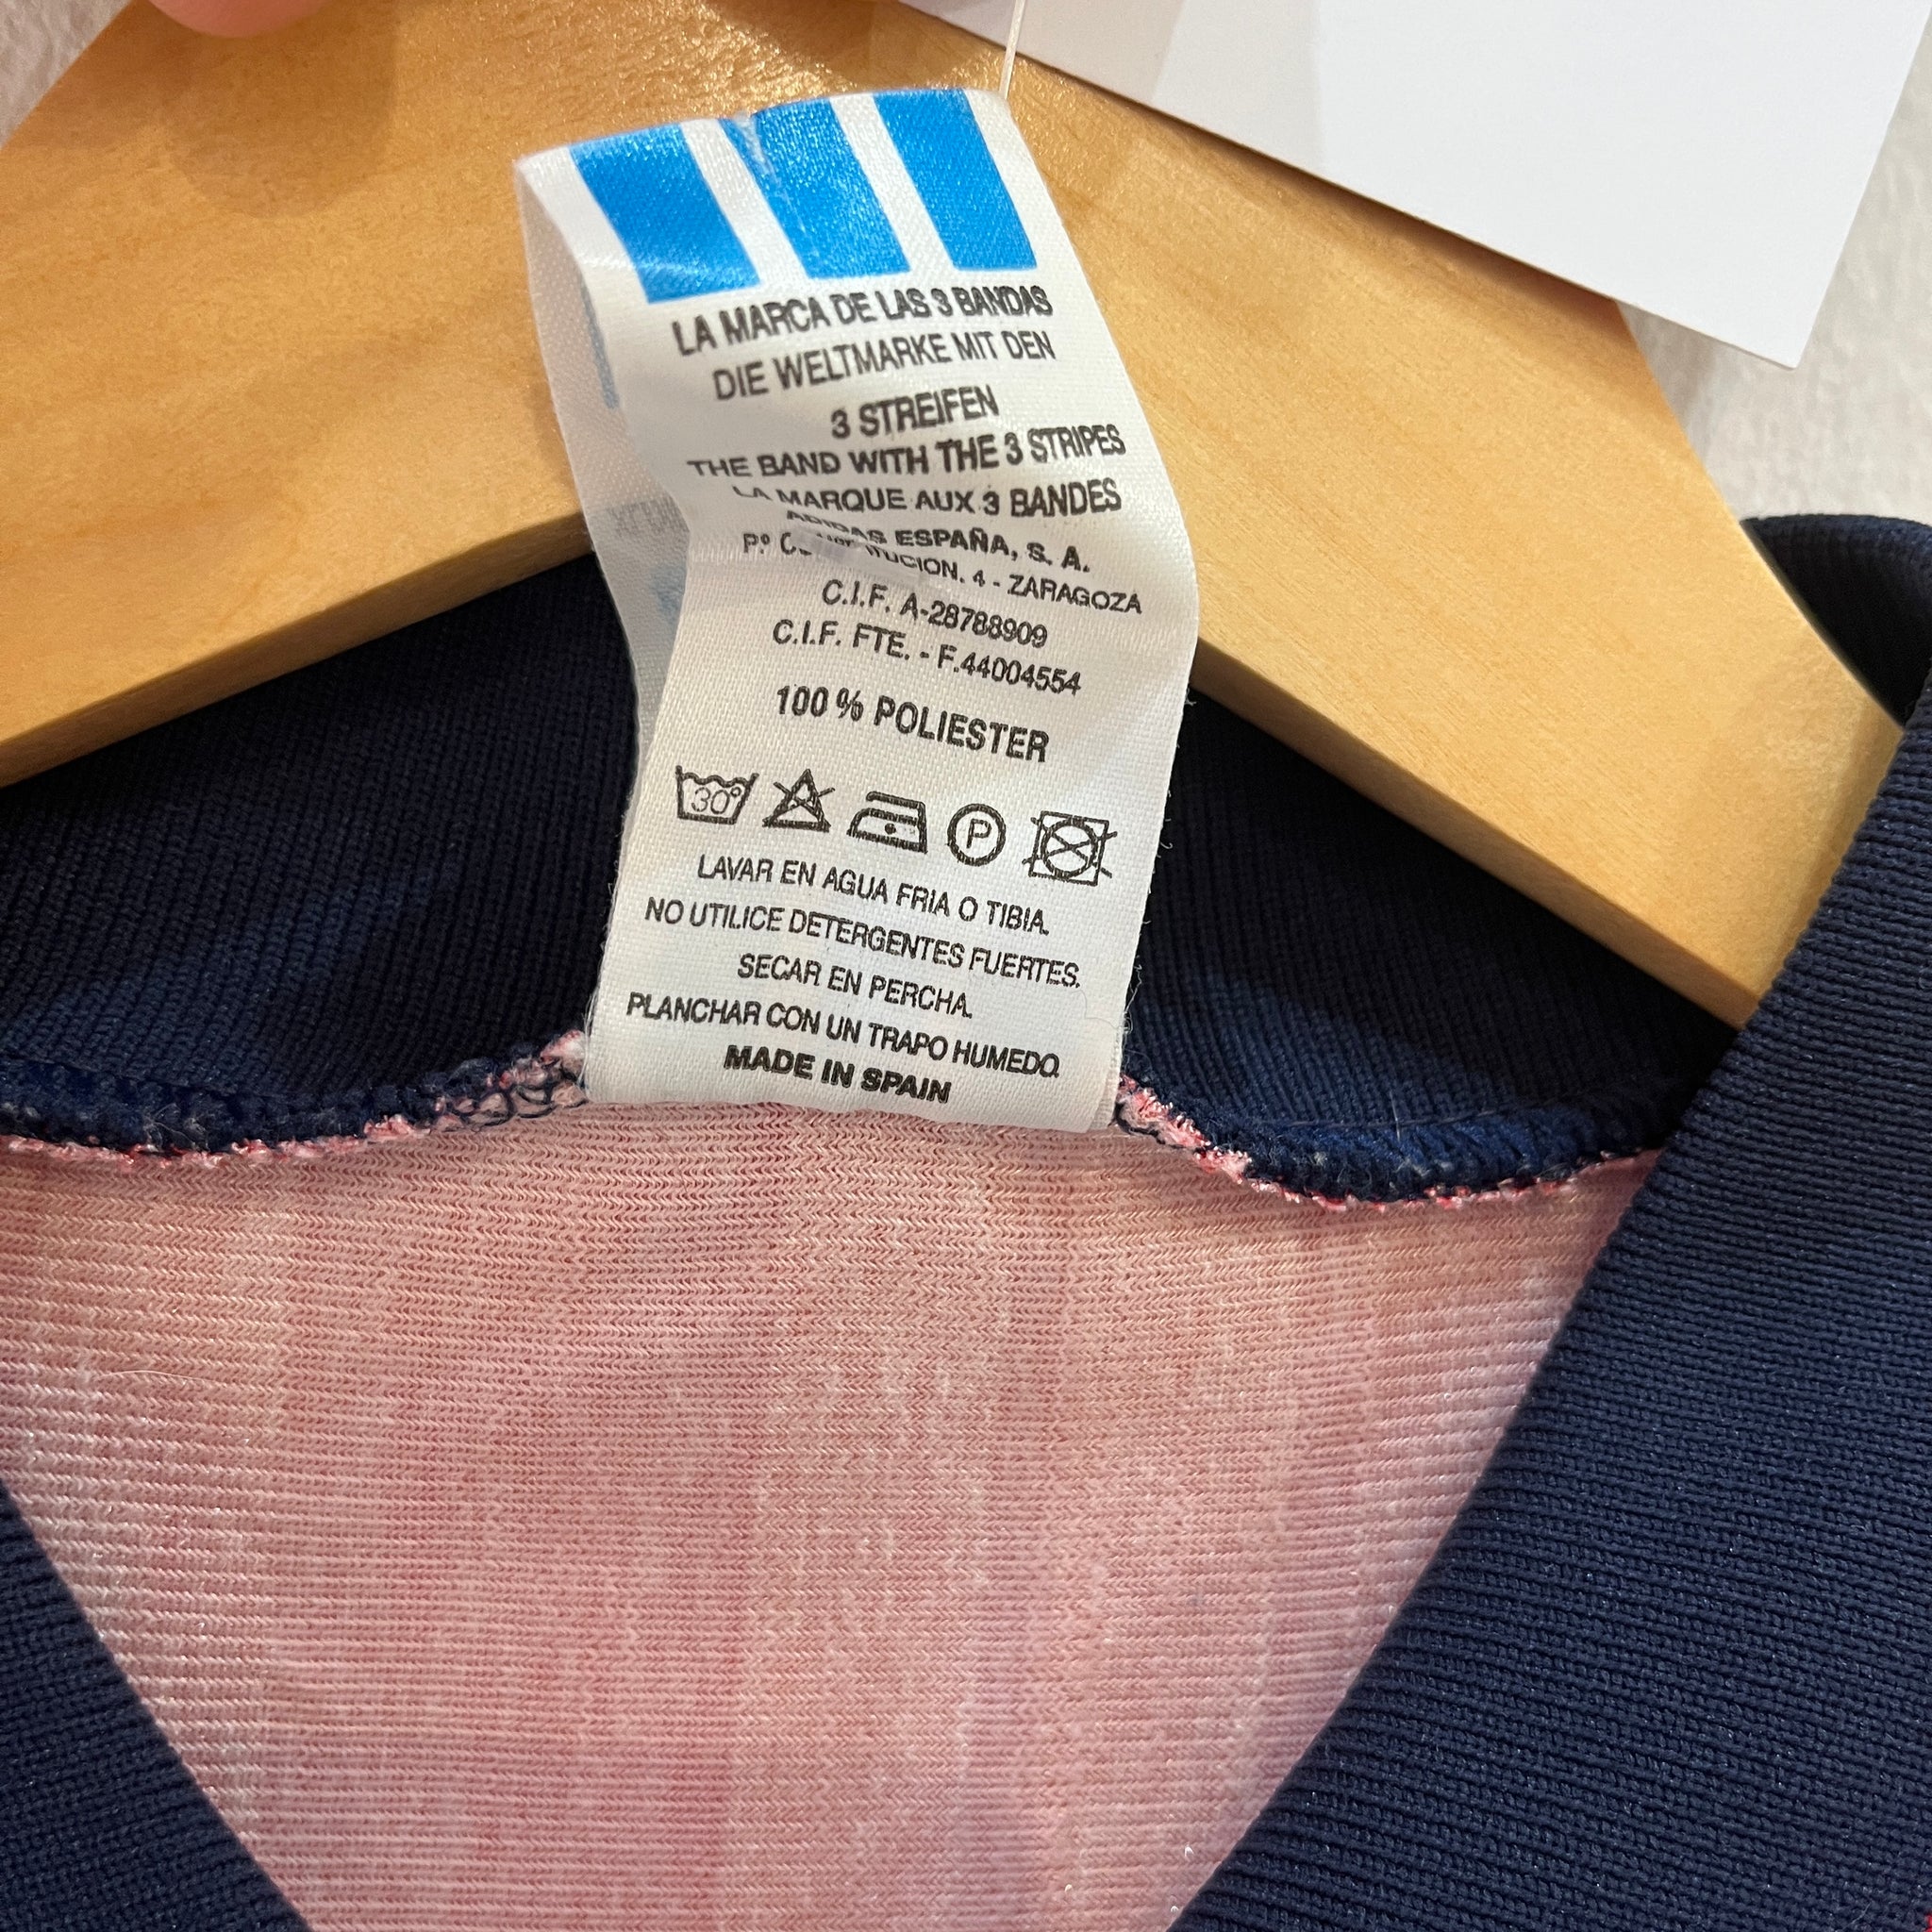 LA MARCA DE LAS 3 BANDAS
DIE WELTMARKE MIT DEN
3 STREIFEN
THE BAND WITH THE 3 STRIPES
LA MARQUE AUX 3 BANDES
ADIDAS ESPAÑA, S. A.
Pº 4 - ZARAGOZA
C.I.F. A-28788909
C.I.F. FTE. - F.44004554
100 % POLIESTER
30° P
LAVAR EN AGUA FRIA O TIBIA.
NO UTILICE DETERGENTES FUERTES.
SECAR EN PERCHA.
PLANCHAR CON UN TRAPO HUMEDO.
MADE IN SPAIN